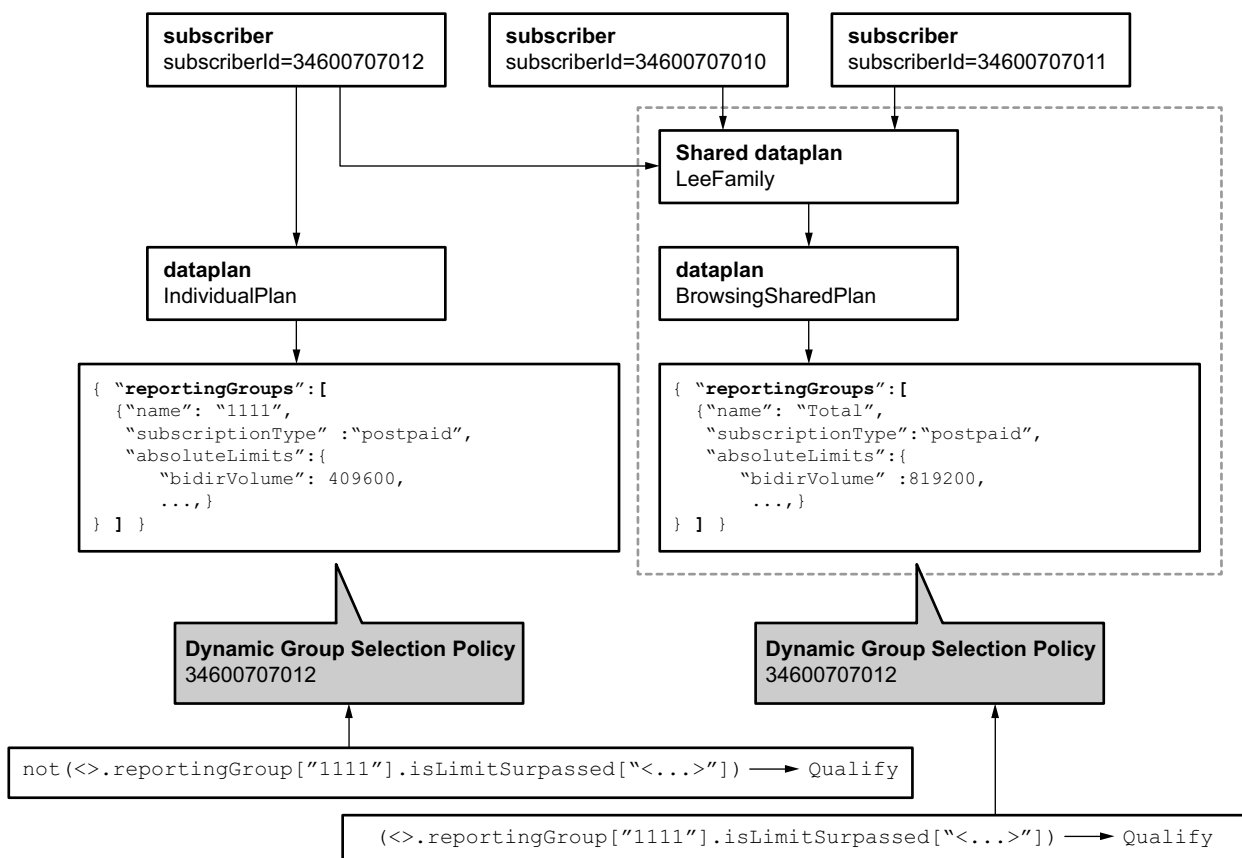 subscriber
subscriberId=34600707012
subscriber
subscriberId=34600707010
subscriber
subscriberId=34600707011
Shared dataplan
LeeFamily
dataplan
IndividualPlan
dataplan
BrowsingSharedPlan
{ “reportingGroups”:[
{“name”: “1111”,
“subscriptionType” :“postpaid”,
“absoluteLimits”:{
“bidirVolume”: 409600,
...,}
} ] }
{ “reportingGroups”:[
{“name”: “Total”,
“subscriptionType”:“postpaid”,
“absoluteLimits”:{
“bidirVolume” :819200,
...,}
} ] }
Dynamic Group Selection Policy
34600707012
Dynamic Group Selection Policy
34600707012
not(<>.reportingGroup[”1111”].isLimitSurpassed[“<...>”]) → Qualify
(<>.reportingGroup[”1111”].isLimitSurpassed[“<...>”]) → Qualify